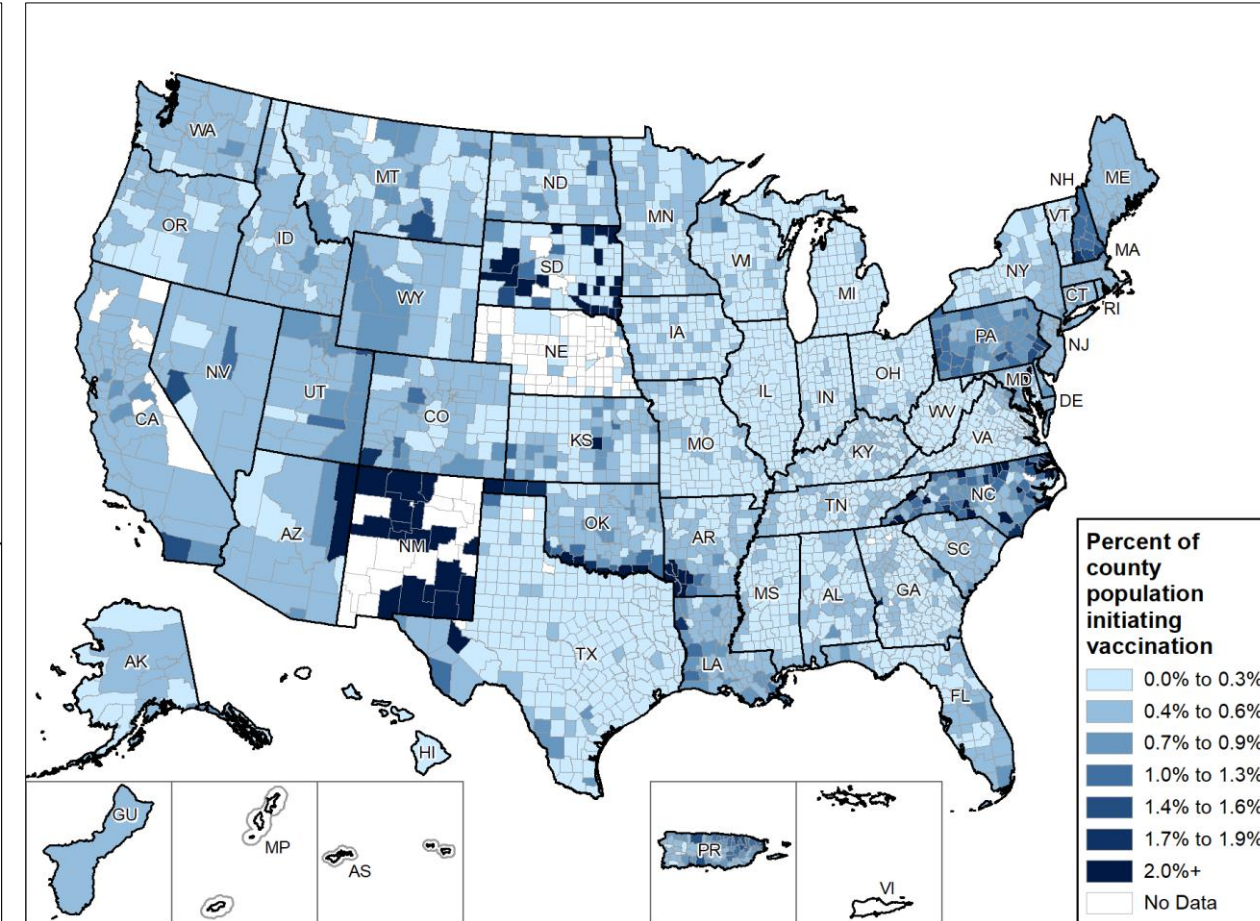 WA
MT
ND
MN
NH
ME
VT
OR
ID
SD
WI
MI
NY
MA
WY
CT
'RI
IA
PA
NJ
NE
NV
UT
CO
IL
IN
OH
MD
DE
WV
CA
KS
MO
KY
VA
AZ
NM
OK
AR
TN
NC
SC
MS
AL
GA
TX
LA
FL
AK
HI
GU
MP
AS
PR
VI
Percent of
county
population
initiating
vaccination
0.0% to 0.3%
0.4% to 0.6%
0.7% to 0.9%
1.0% to 1.3%
1.4% to 1.6%
1.7% to 1.9%
2.0%+
No Data